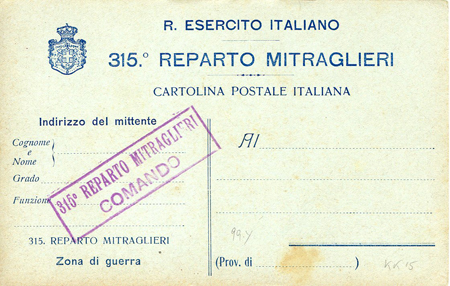 R. ESERCITO ITALIANO
315.° REPARTO MITRAGLIERI
CARTOLINA POSTALE ITALIANA
Indirizzo del mittente
Cognome
e
Nome
Grado
Funzioni
315° REPARTO MITRAGLIERI
COMANDO
315. REPARTO MITRAGLIERI
Zona di guerra
Al
(Prov. di )